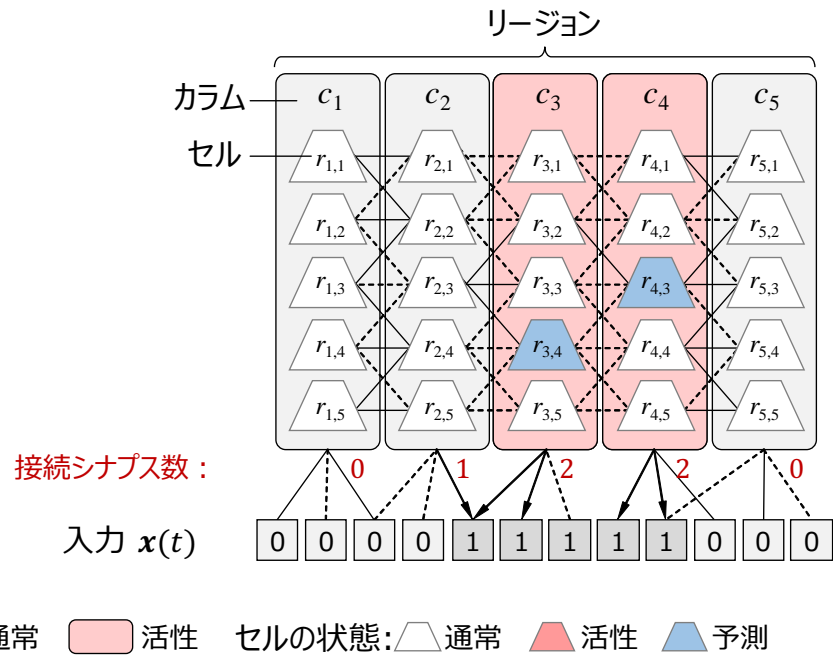 リージョン
カラム c1 c2 c3 c4 c5
セル r1,1 r2,1 r3,1 r4,1 r5,1
r1,2 r2,2 r3,2 r4,2 r5,2
r1,3 r2,3 r3,3 r4,3 r5,3
r1,4 r2,4 r3,4 r4,4 r5,4
r1,5 r2,5 r3,5 r4,5 r5,5
接続シナプス数： 0 1 2 2 0
入力 x(t) 0 0 0 0 1 1 1 1 1 0 0 0
通常 活性 セルの状態: 通常 活性 予測